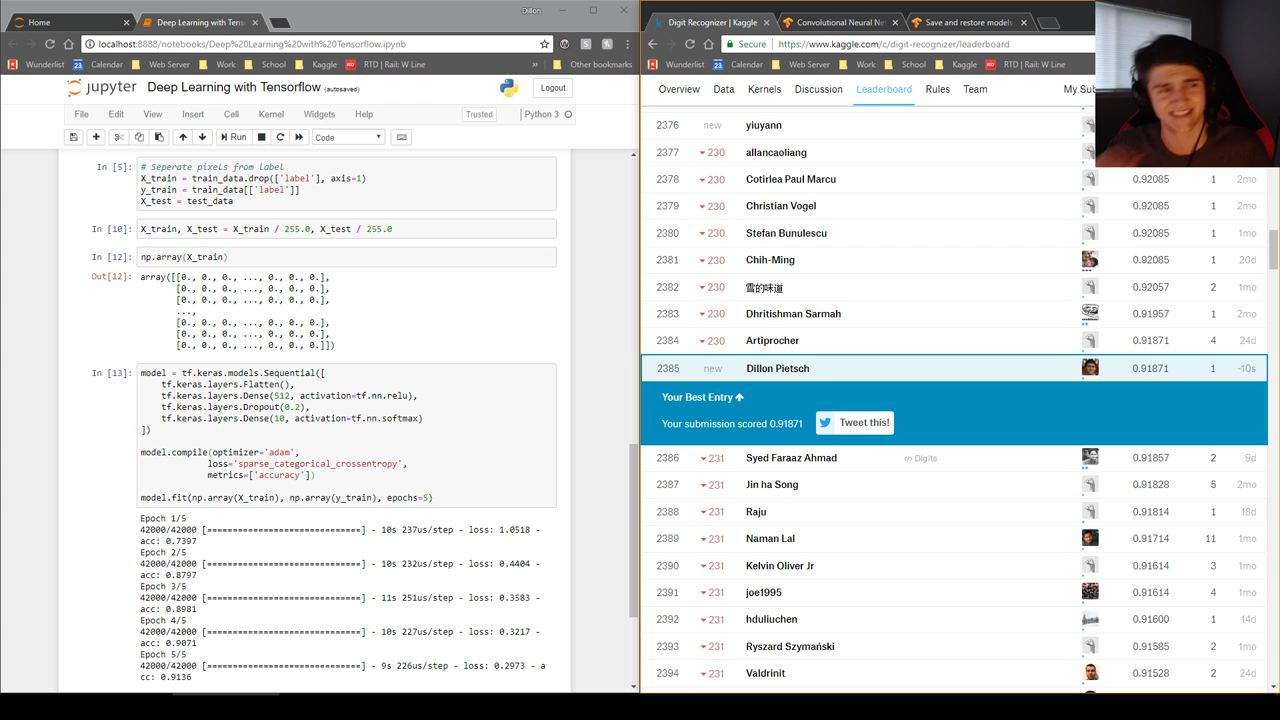 Home
Deep Learning with Tens
Dillon
localhost:8888/notebooks/Deep%20Learning%20with%20Tensorflow.ipynb
Wunderlist
Calendar
Web Server
Work
School
Kaggle
RTD | Rail: W Line
»
Other bookmarks
jupyter
Deep Learning with Tensorflow (autosaved)
Logout
File
Edit
View
Insert
Cell
Kernel
Widgets
Help
Trusted
Python 3
Run
Code
In [5]:
# Seperate pixels from label
X_train = train_data.drop(['label'], axis=1)
y_train = train_data[['label']]
X_test = test_data
In [10]:
X_train, X_test = X_train / 255.0, X_test / 255.0
In [12]:
np.array(X_train)
Out[12]:
array([[0., 0., 0., ..., 0., 0., 0.],
[0., 0., 0., ..., 0., 0., 0.],
[0., 0., 0., ..., 0., 0., 0.],
...,
[0., 0., 0., ..., 0., 0., 0.],
[0., 0., 0., ..., 0., 0., 0.],
[0., 0., 0., ..., 0., 0., 0.]])
In [13]:
model = tf.keras.models.Sequential([
tf.keras.layers.Flatten(),
tf.keras.layers.Dense(512, activation=tf.nn.relu),
tf.keras.layers.Dropout(0.2),
tf.keras.layers.Dense(10, activation=tf.nn.softmax)
])
model.compile(optimizer='adam',
loss='sparse_categorical_crossentropy',
metrics=['accuracy'])
model.fit(np.array(X_train), np.array(y_train), epochs=5)
Epoch 1/5
42000/42000 [==============================] - 10s 237us/step - loss: 1.0518 -
acc: 0.7397
Epoch 2/5
42000/42000 [==============================] - 10s 232us/step - loss: 0.4404 -
acc: 0.8797
Epoch 3/5
42000/42000 [==============================] - 11s 251us/step - loss: 0.3583 -
acc: 0.8981
Epoch 4/5
42000/42000 [==============================] - 10s 227us/step - loss: 0.3217 -
acc: 0.9071
Epoch 5/5
42000/42000 [==============================] - 9s 226us/step - loss: 0.2973 - a
cc: 0.9136
Digit Recognizer | Kaggle
Convolutional Neural Net
Save and restore models
Secure
https://www.kaggle.com/c/digit-recognizer/leaderboard
Wunderlist
Calendar
Web Server
Work
School
Kaggle
RTD | Rail: W Line
Overview
Data
Kernels
Discussion
Leaderboard
Rules
Team
My Sub
2376 new yiuyann
2377 230 allancaoliang
2378 230 Cotirlea Paul Marcu 0.92085 1 2mo
2379 230 Christian Vogel 0.92085 1 2mo
2380 230 Stefan Bunulescu 0.92085 1 2mo
2381 230 Chih-Ming 0.92085 1 20d
2382 230 雪的味道 0.92057 2 1mo
2383 230 Dhritishman Sarmah 0.91957 1 2mo
2384 230 Artiprocher 0.91871 4 24d
2385 new Dillon Pietsch 0.91871 1 -10s
Your Best Entry
Your submission scored 0.91871
Tweet this!
2386 231 Syed Faraaz Ahmad </> Digits 0.91857 2 9d
2387 231 Jin ha Song 0.91828 5 2mo
2388 231 Raju 0.91814 1 18d
2389 231 Naman Lal 0.91714 11 1mo
2390 231 Kelvin Oliver Jr 0.91614 3 1mo
2391 231 joe1995 0.91614 4 24d
2392 231 hduliuchen 0.91600 1 14d
2393 231 Ryszard Szymański 0.91585 2 1mo
2394 231 Valdrinit 0.91528 2 24d